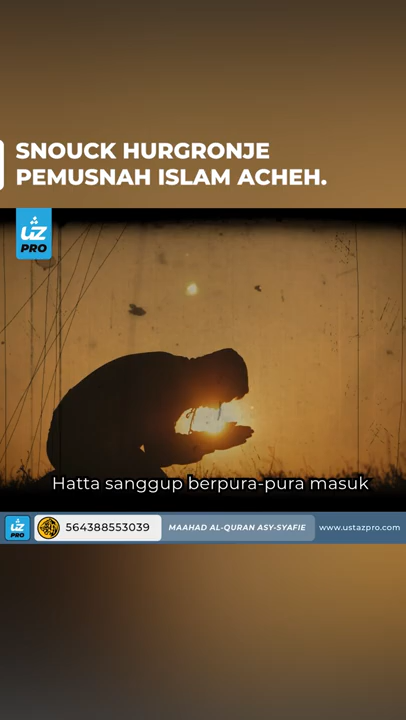 SNOUCK HURGRONJE
PEMUSNAH ISLAM ACHEH.
UZ
PRO
Hatta sanggup berpura-pura masuk
UZ
PRO
564388553039
MAAHAD AL-QURAN ASY-SYAFIE
www.ustazpro.com